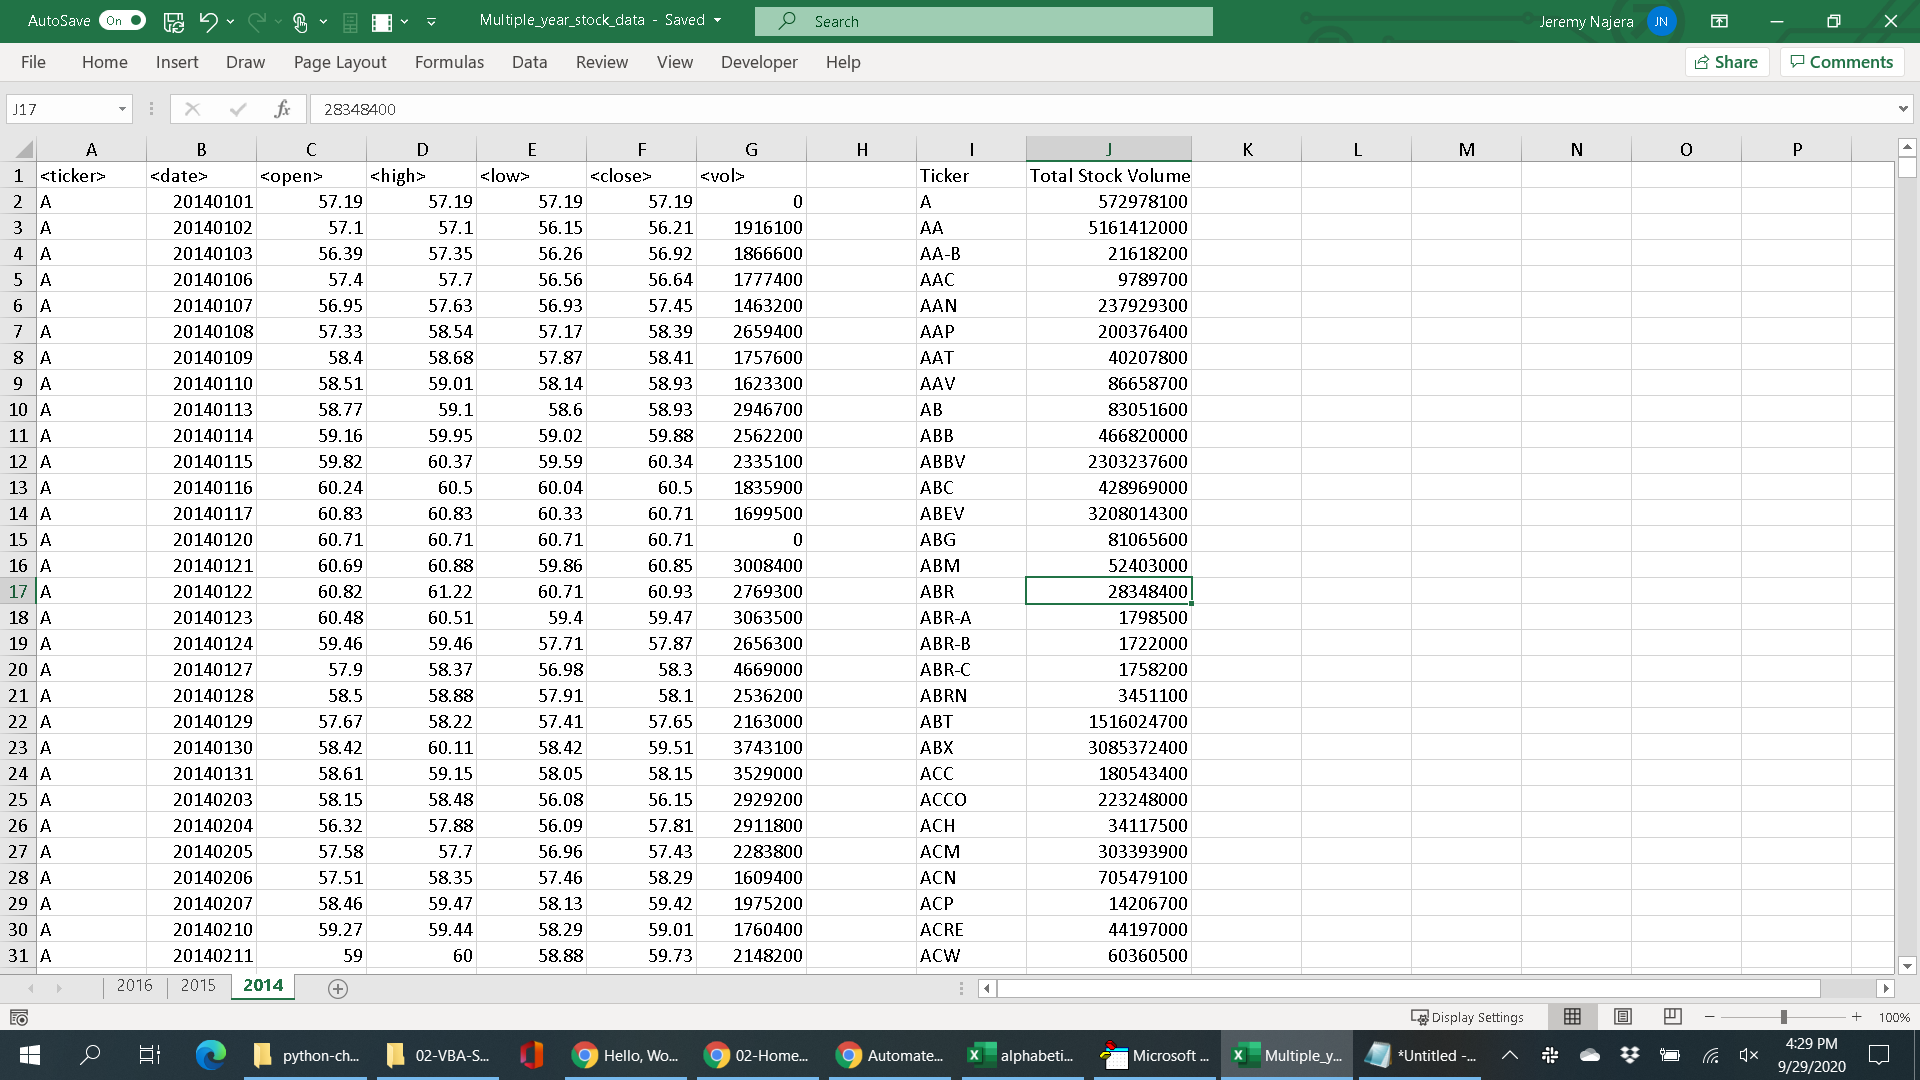 AutoSave On Multiple_year_stock_data - Saved Search Jeremy Najera JN
File Home Insert Draw Page Layout Formulas Data Review View Developer Help Share Comments
J17 fx 28348400
A B C D E F G H I J K L M N O P
1 <ticker> <date> <open> <high> <low> <close> <vol> Ticker Total Stock Volume
2 A 20140101 57.19 57.19 57.19 57.19 0 A 572978100
3 A 20140102 57.1 57.1 56.15 56.21 1916100 AA 5161412000
4 A 20140103 56.39 57.35 56.26 56.92 1866600 AA-B 21618200
5 A 20140106 57.4 57.7 56.56 56.64 1777400 AAC 9789700
6 A 20140107 56.95 57.63 56.93 57.45 1463200 AAN 237929300
7 A 20140108 57.33 58.54 57.17 58.39 2659400 AAP 200376400
8 A 20140109 58.4 58.68 57.87 58.41 1757600 AAT 40207800
9 A 20140110 58.51 59.01 58.14 58.93 1623300 AAV 86658700
10 A 20140113 58.77 59.1 58.6 58.93 2946700 AB 83051600
11 A 20140114 59.16 59.95 59.02 59.88 2562200 ABB 466820000
12 A 20140115 59.82 60.37 59.59 60.34 2335100 ABBV 2303237600
13 A 20140116 60.24 60.5 60.04 60.5 1835900 ABC 428969000
14 A 20140117 60.83 60.83 60.33 60.71 1699500 ABEV 3208014300
15 A 20140120 60.71 60.71 60.71 60.71 0 ABG 81065600
16 A 20140121 60.69 60.88 59.86 60.85 3008400 ABM 52403000
17 A 20140122 60.82 61.22 60.71 60.93 2769300 ABR 28348400
18 A 20140123 60.48 60.51 59.4 59.47 3063500 ABR-A 1798500
19 A 20140124 59.46 59.46 57.71 57.87 2656300 ABR-B 1722000
20 A 20140127 57.9 58.37 56.98 58.3 4669000 ABR-C 1758200
21 A 20140128 58.5 58.88 57.91 58.1 2536200 ABRN 3451100
22 A 20140129 57.67 58.22 57.41 57.65 2163000 ABT 1516024700
23 A 20140130 58.42 60.11 58.42 59.51 3743100 ABX 3085372400
24 A 20140131 58.61 59.15 58.05 58.15 3529000 ACC 180543400
25 A 20140203 58.15 58.48 56.08 56.15 2929200 ACCO 223248000
26 A 20140204 56.32 57.88 56.09 57.81 2911800 ACH 34117500
27 A 20140205 57.58 57.7 56.96 57.43 2283800 ACM 303393900
28 A 20140206 57.51 58.35 57.46 58.29 1609400 ACN 705479100
29 A 20140207 58.46 59.47 58.13 59.42 1975200 ACP 14206700
30 A 20140210 59.27 59.44 58.29 59.01 1760400 ACRE 44197000
31 A 20140211 59 60 58.88 59.73 2148200 ACW 60360500
2016 2015 2014
Display Settings 100%
python-ch... 02-VBA-S... Hello, Wo... 02-Home... Automate... alphabeti... Microsoft ... Multiple_y... *Untitled -... 4:29 PM
9/29/2020